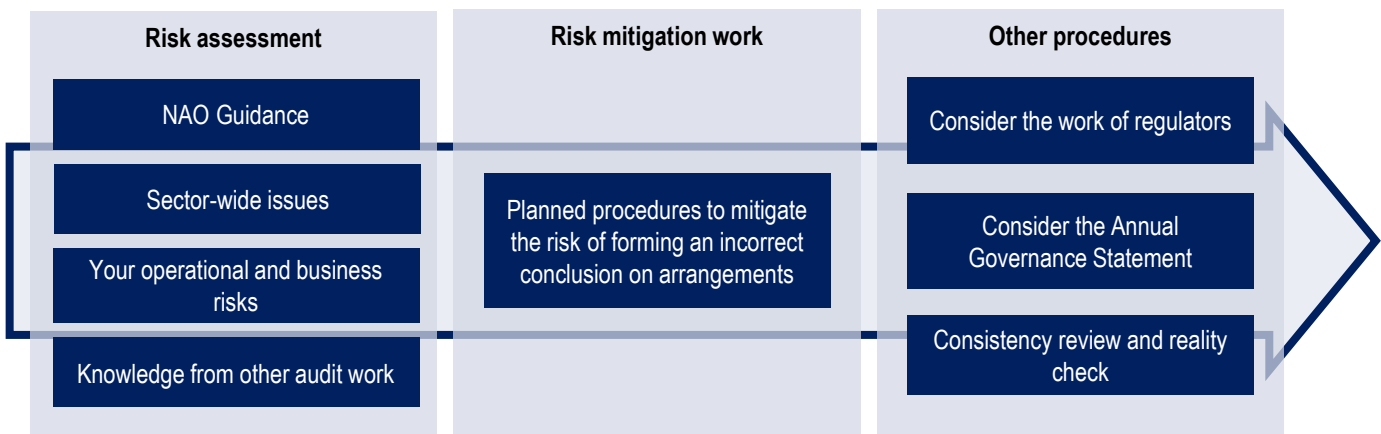 Risk assessment
NAO Guidance
Sector-wide issues
Your operational and business
risks
Knowledge from other audit work
Risk mitigation work
Planned procedures to mitigate
the risk of forming an incorrect
conclusion on arrangements
Other procedures
Consider the work of regulators
Consider the Annual
Governance Statement
Consistency review and reality
check